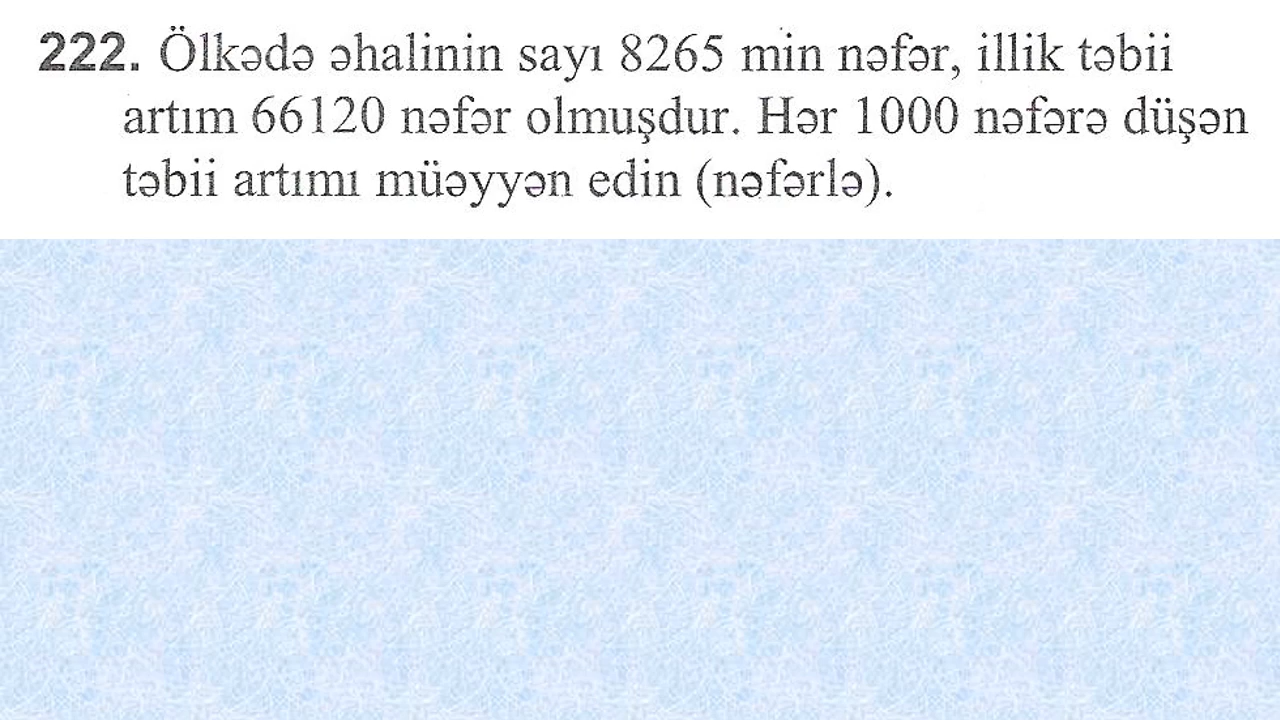 222. Ölkədə əhalinin sayı 8265 min nəfər, illik təbii
artım 66120 nəfər olmuşdur. Hər 1000 nəfərə düşən
təbii artımı müəyyən edin (nəfərlə).